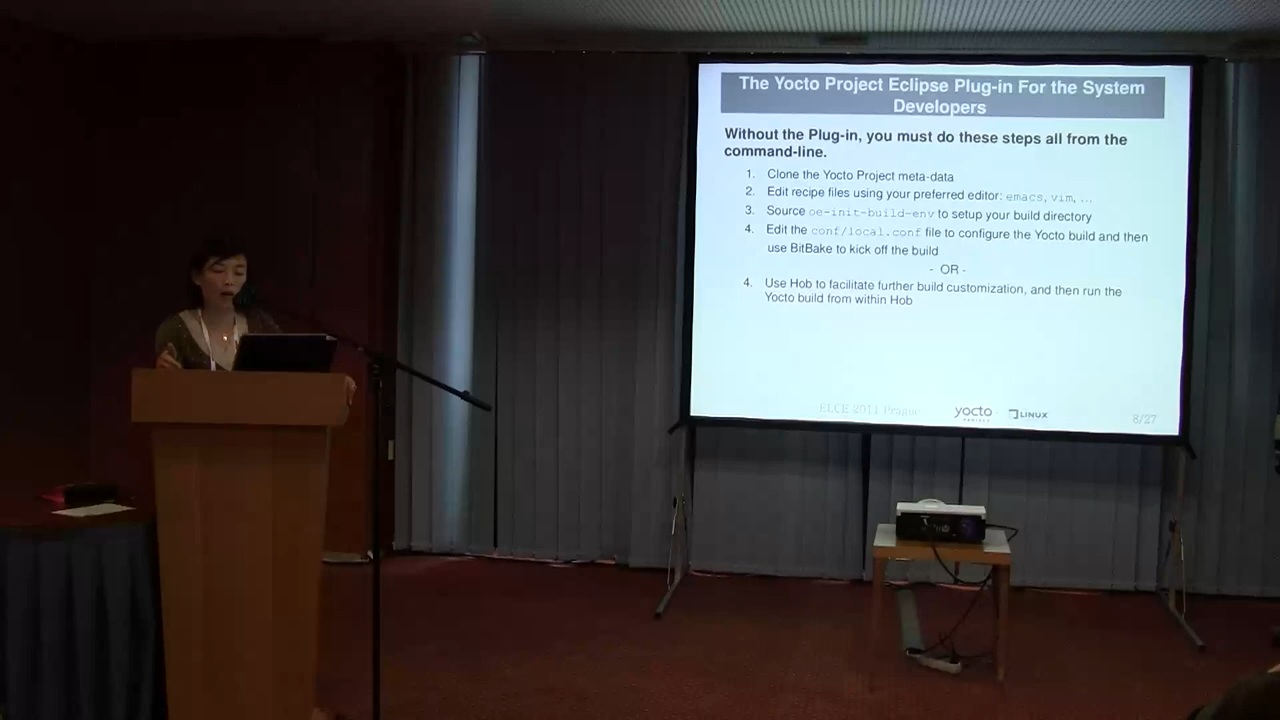 The Yocto Project Eclipse Plug-in For the System
Developers
Without the Plug-in, you must do these steps all from the
command-line.
1. Clone the Yocto Project meta-data
2. Edit recipe files using your preferred editor: emacs, vim, ...
3. Source oe-init-build-env to setup your build directory
4. Edit the conf/local.conf file to configure the Yocto build and then
use BitBake to kick off the build
- OR -
4. Use Hob to facilitate further build customization, and then run the
Yocto build from within Hob
ELCE 2011 Prague
yocto
PROJECT
LINUX
8/27